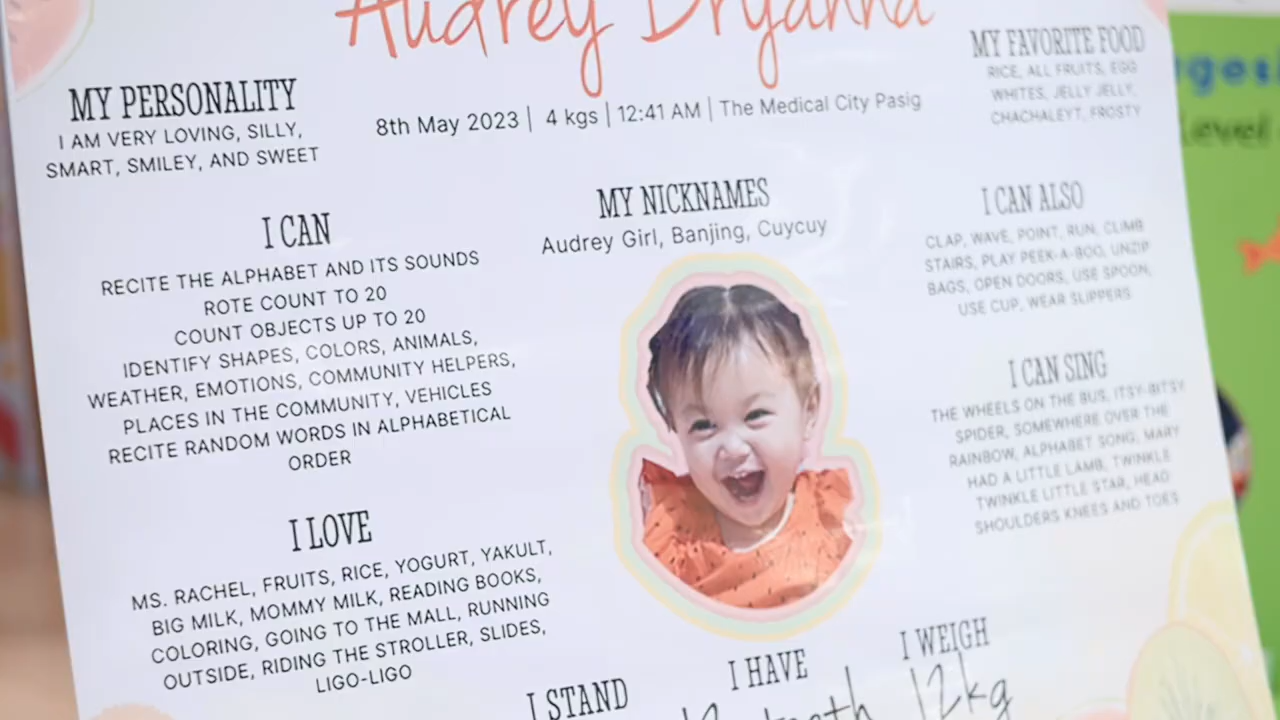 Audrey Bryanna
8th May 2023 | 4 kgs | 12:41 AM | The Medical City Pasig
MY PERSONALITY
I AM VERY LOVING, SILLY,
SMART, SMILEY, AND SWEET
I CAN
RECITE THE ALPHABET AND ITS SOUNDS
ROTE COUNT TO 20
COUNT OBJECTS UP TO 20
IDENTIFY SHAPES, COLORS, ANIMALS,
WEATHER, EMOTIONS, COMMUNITY HELPERS,
PLACES IN THE COMMUNITY, VEHICLES
RECITE RANDOM WORDS IN ALPHABETICAL
ORDER
I LOVE
MS. RACHEL, FRUITS, RICE, YOGURT, YAKULT,
BIG MILK, MOMMY MILK, READING BOOKS,
COLORING, GOING TO THE MALL, RUNNING
OUTSIDE, RIDING THE STROLLER, SLIDES,
LIGO-LIGO
MY NICKNAMES
Audrey Girl, Banjing, Cuycuy
I STAND
I HAVE
teeth
I WEIGH
12kg
MY FAVORITE FOOD
RICE, ALL FRUITS, EGG
WHITES, JELLY JELLY,
CHACHALEYT, FROSTY
I CAN ALSO
CLAP, WAVE, POINT, RUN, CLIMB
STAIRS, PLAY PEEK-A-BOO, UNZIP
BAGS, OPEN DOORS, USE SPOON,
USE CUP, WEAR SLIPPERS
I CAN SING
THE WHEELS ON THE BUS, ITSY-BITSY
SPIDER, SOMEWHERE OVER THE
RAINBOW, ALPHABET SONG, MARY
HAD A LITTLE LAMB, TWINKLE
TWINKLE LITTLE STAR, HEAD
SHOULDERS KNEES AND TOES
Level